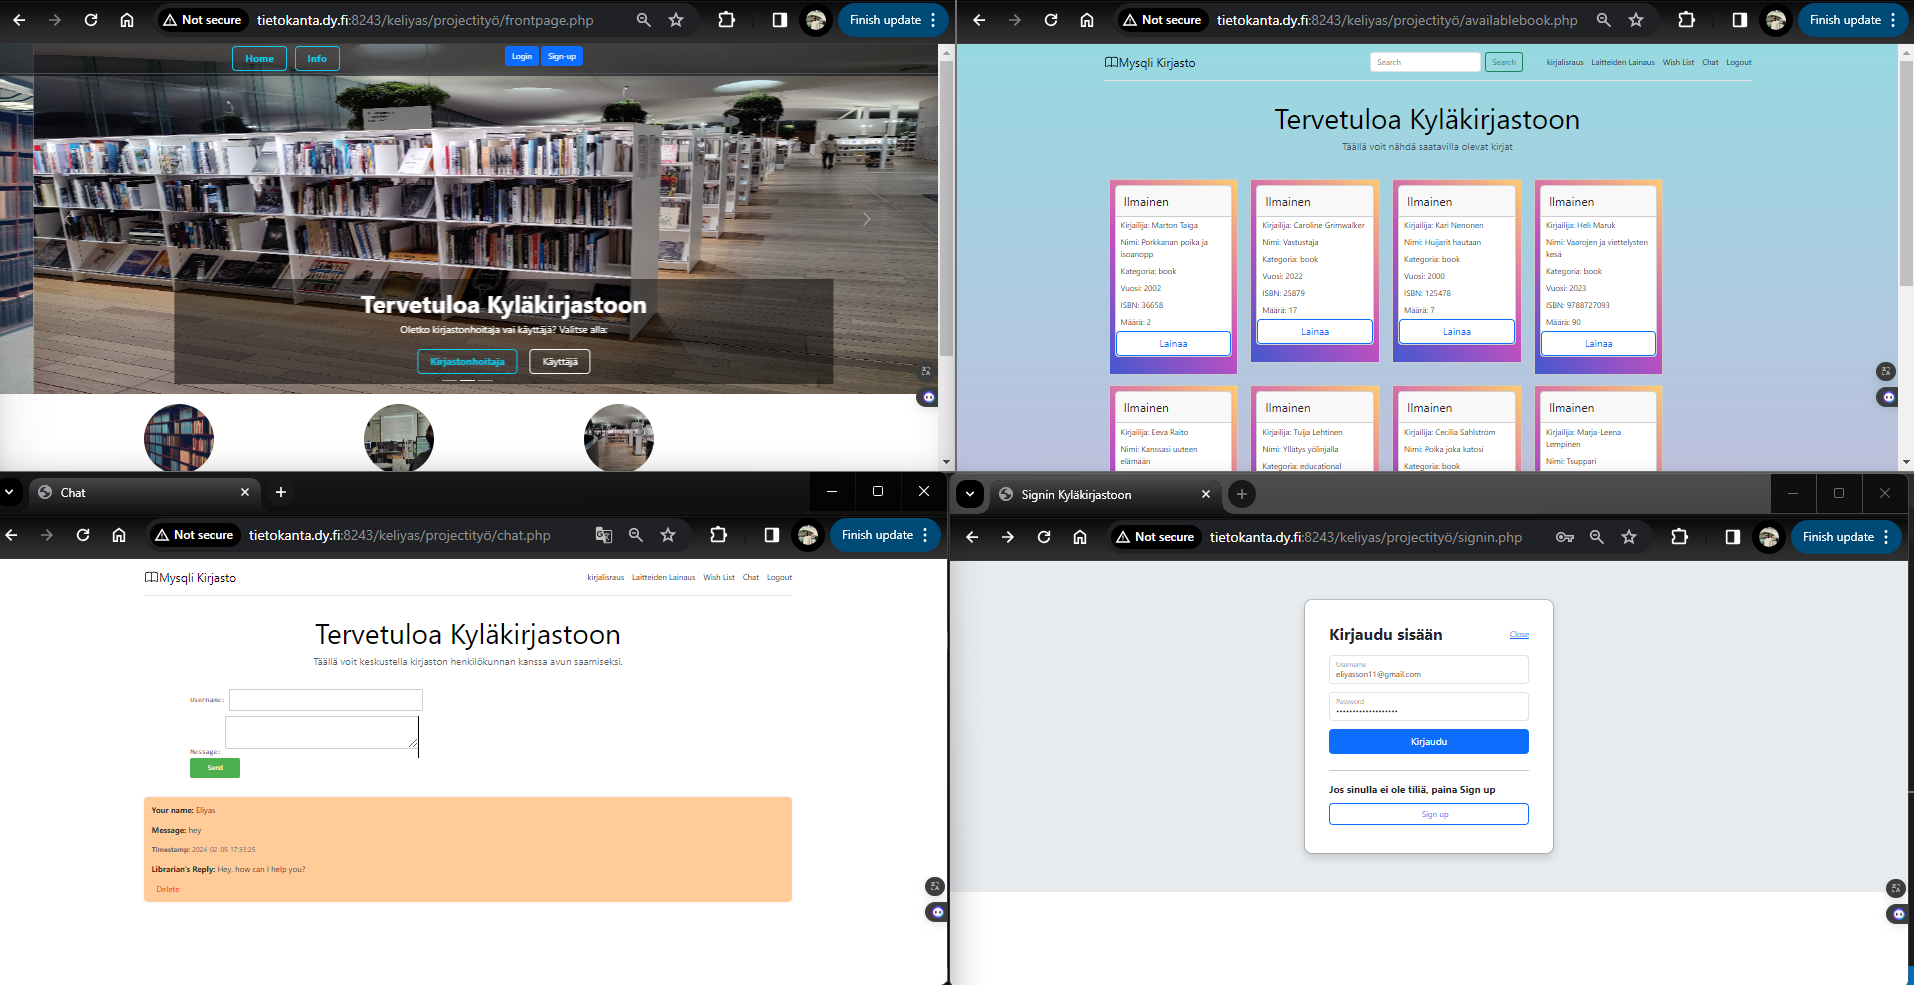 Not secure
tietokanta.dy.fi:8243/keliyas/projectityö/frontpage.php
Finish update
Home
Info
Login
Sign-up
Tervetuloa Kyläkirjastoon
Oletko kirjastonhoitaja vai käyttäjä? Valitse alla:
Kirjastonhoitaja
Käyttäjä
Not secure
tietokanta.dy.fi:8243/keliyas/projectityö/availablebook.php
Finish update
Mysqli Kirjasto
Search
Search
kirjalisraus
Laitteiden Lainaus
Wish List
Chat
Logout
Tervetuloa Kyläkirjastoon
Täällä voit nähdä saatavilla olevat kirjat
Ilmainen
Kirjailija: Marton Taiga
Nimi: Porkkanan poika ja
isoanopp
Kategoria: book
Vuosi: 2002
ISBN: 36658
Määrä: 2
Lainaa
Ilmainen
Kirjailija: Caroline Grimwalker
Nimi: Vastustaja
Kategoria: book
Vuosi: 2022
ISBN: 25879
Määrä: 17
Lainaa
Ilmainen
Kirjailija: Kari Nenonen
Nimi: Huijarit hautaan
Kategoria: book
Vuosi: 2000
ISBN: 125478
Määrä: 7
Lainaa
Ilmainen
Kirjailija: Heli Maruk
Nimi: Vaarojen ja viettelysten
kesä
Kategoria: book
Vuosi: 2023
ISBN: 9788727093
Määrä: 90
Lainaa
Ilmainen
Kirjailija: Eeva Raito
Nimi: Kanssasi uuteen
elämään
Ilmainen
Kirjailija: Tuija Lehtinen
Nimi: Yllätys yölinjalla
Kategoria: educational
Ilmainen
Kirjailija: Cecilia Sahlström
Nimi: Poika joka katosi
Kategoria: book
Ilmainen
Kirjailija: Marja-Leena
Lempinen
Nimi: Tsuppari
Chat
Not secure
tietokanta.dy.fi:8243/keliyas/projectityö/chat.php
Finish update
Mysqli Kirjasto
kirjalisraus
Laitteiden Lainaus
Wish List
Chat
Logout
Tervetuloa Kyläkirjastoon
Täällä voit keskustella kirjaston henkilökunnan kanssa avun saamiseksi.
Username:
Message:
Send
Your name: Eliyas
Message: hey
Timestamp: 2024-02-05 17:33:25
Librarian's Reply: Hey, how can I help you?
Delete
Signin Kyläkirjastoon
Not secure
tietokanta.dy.fi:8243/keliyas/projectityö/signin.php
Finish update
Kirjaudu sisään
Close
Username
eliyasson11@gmail.com
Password
Kirjaudu
Jos sinulla ei ole tiliä, paina Sign up
Sign up